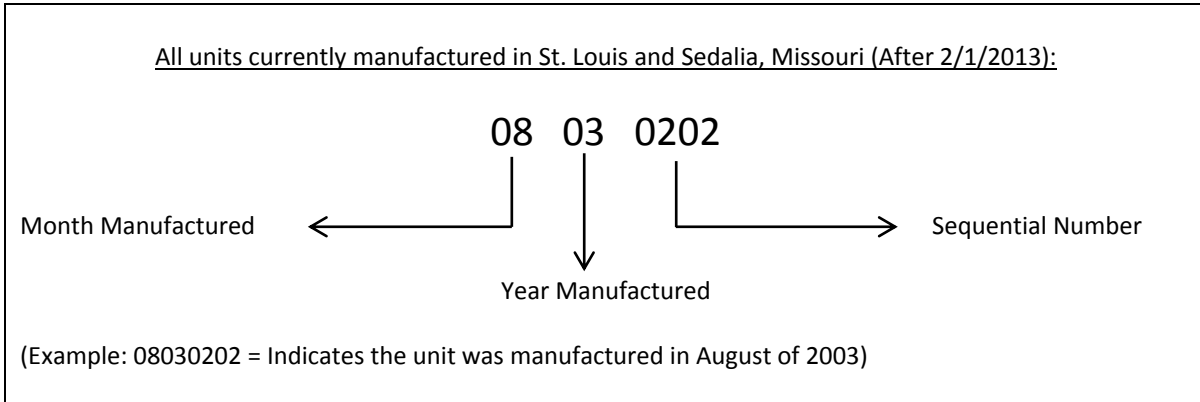 All units currently manufactured in St. Louis and Sedalia, Missouri (After 2/1/2013):
08 03 0202
Month Manufactured
Sequential Number
Year Manufactured
(Example: 08030202 = Indicates the unit was manufactured in August of 2003)